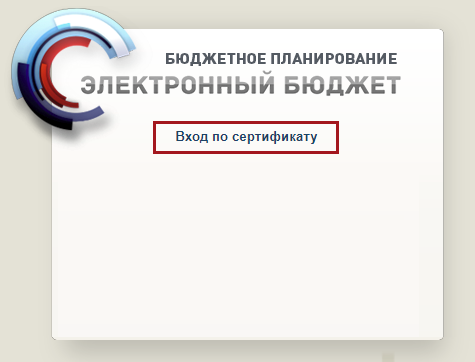 БЮДЖЕТНОЕ ПЛАНИРОВАНИЕ
ЭЛЕКТРОННЫЙ БЮДЖЕТ
Вход по сертификату